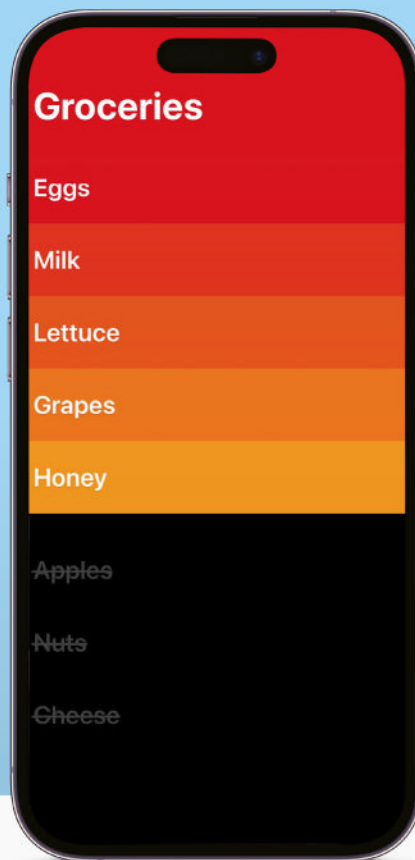 Groceries
Eggs
Milk
Lettuce
Grapes
Honey
Apples
Nuts
Cheese